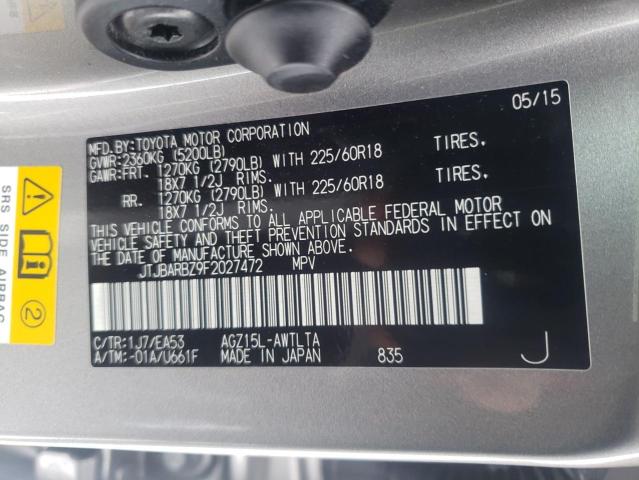 05/15
MFD.BY:TOYOTA MOTOR CORPORATION
GVWR:2360KG (5200LB)
GAWR:FRT. 1270KG (2790LB) WITH 225/60R18 TIRES.
18X7 1/2J RIMS.
RR. 1270KG (2790LB) WITH 225/60R18 TIRES.
18X7 1/2J RIMS.
THIS VEHICLE CONFORMS TO ALL APPLICABLE FEDERAL MOTOR
VEHICLE SAFETY AND THEFT PREVENTION STANDARDS IN EFFECT ON
THE DATE OF MANUFACTURE SHOWN ABOVE.
JTJBARBZ9F2027472 MPV
C/TR:1J7/EA53 AGZ15L-AWTLTA
A/TM:-01A/U661F MADE IN JAPAN 835 J
SRS SIDE AIRBAG
2